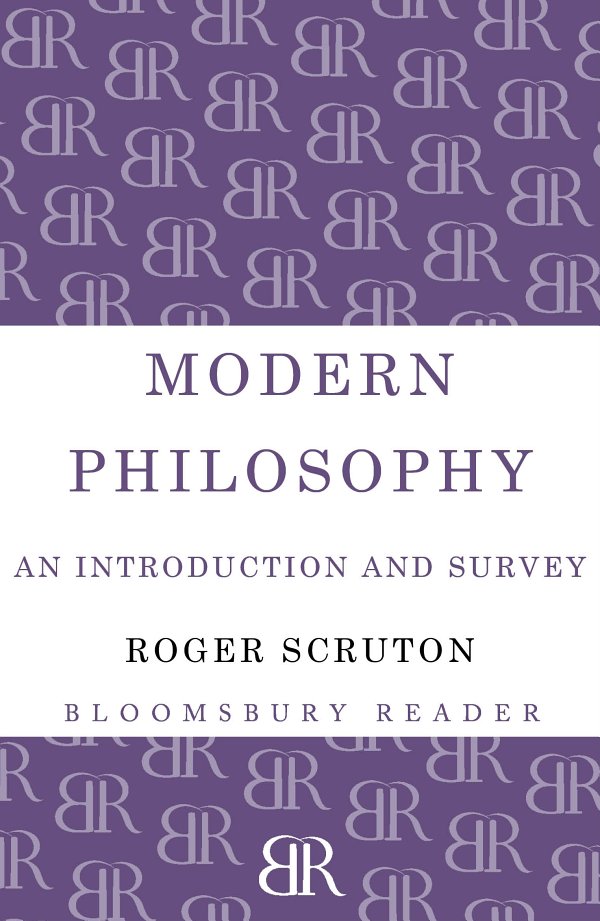 MODERN
PHILOSOPHY
AN INTRODUCTION AND SURVEY
ROGER SCRUTON
BLOOMSBURY READER
BR